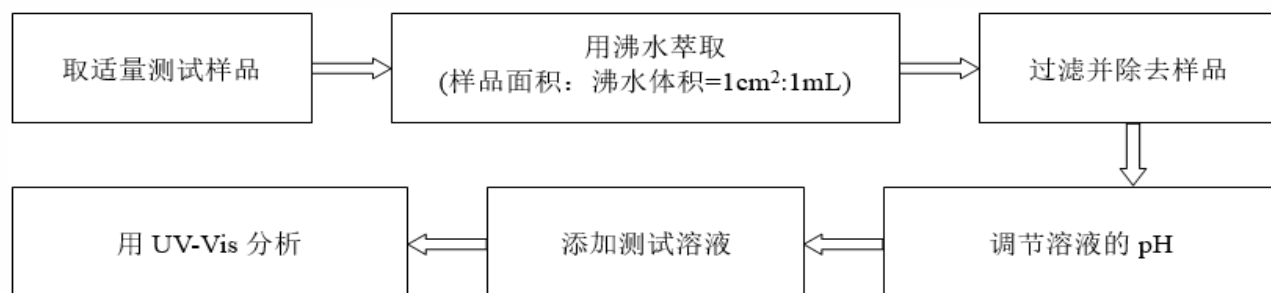 取适量测试样品
用沸水萃取
(样品面积：沸水体积=1cm²:1mL)
过滤并除去样品
用 UV-Vis 分析
添加测试溶液
调节溶液的 pH